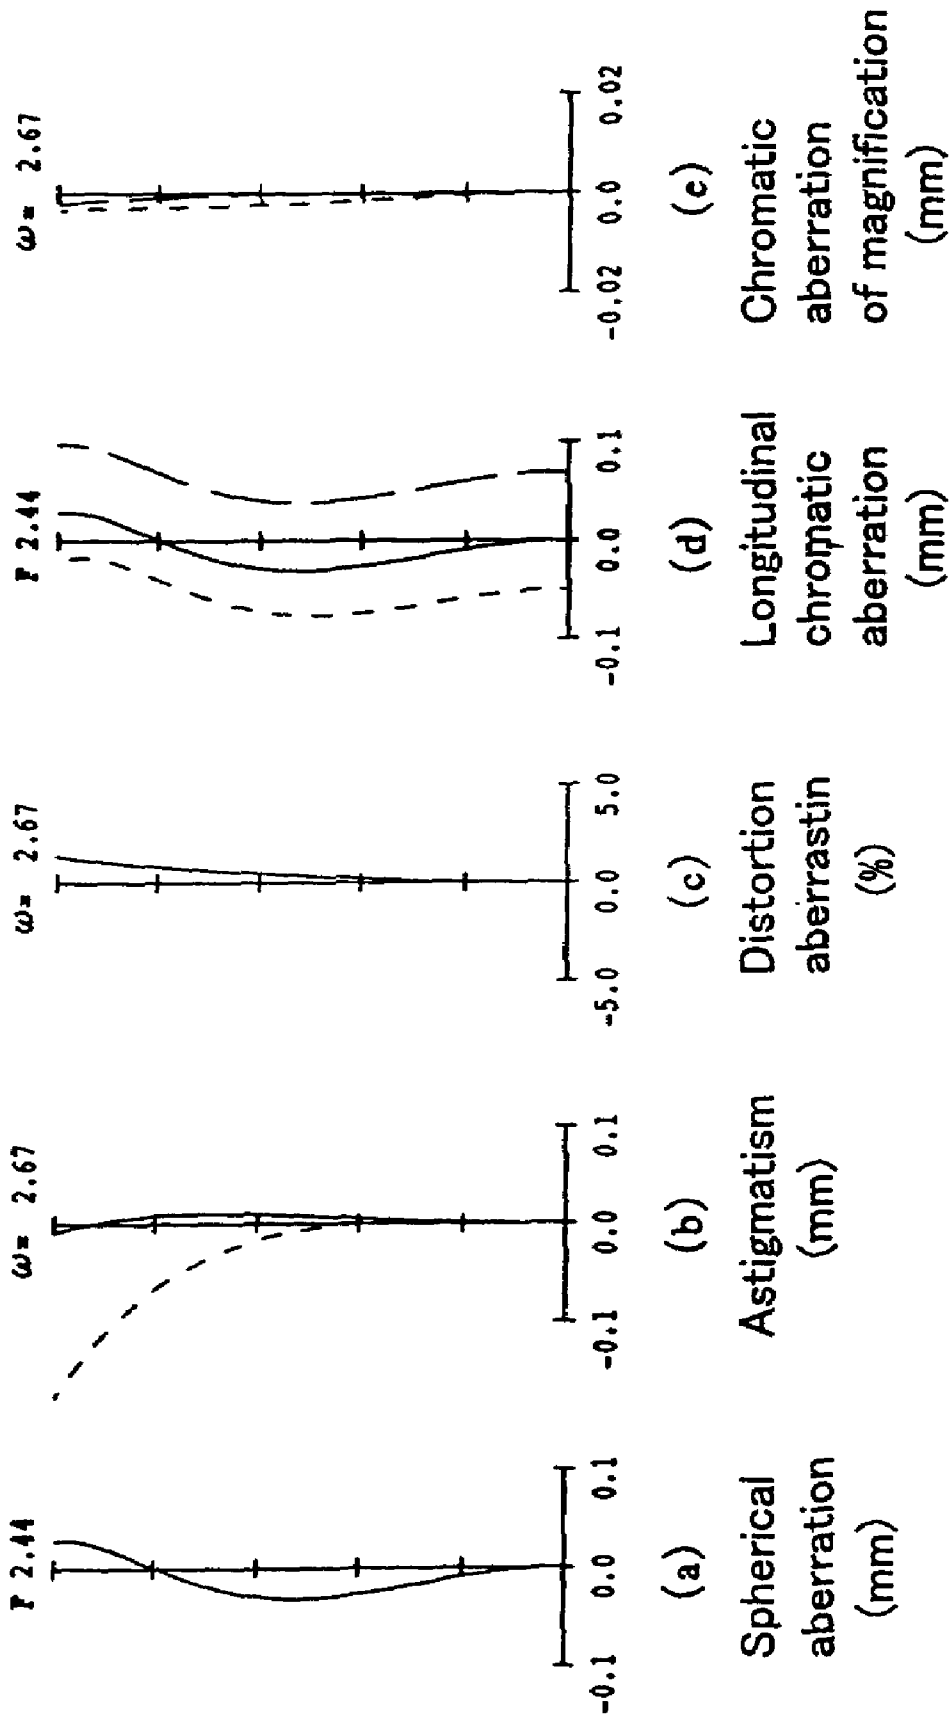 F 2.44
-0.1 0.0 0.1
(a)
Spherical
aberration
(mm)
ω= 2.67
-0.1 0.0 0.1
(b)
Astigmatism
(mm)
ω= 2.67
-5.0 0.0 5.0
(c)
Distortion
aberrastin
(%)
F 2.44
-0.1 0.0 0.1
(d)
Longitudinal
chromatic
aberration
(mm)
ω= 2.67
-0.02 0.0 0.02
(e)
Chromatic
aberration
of magnification
(mm)